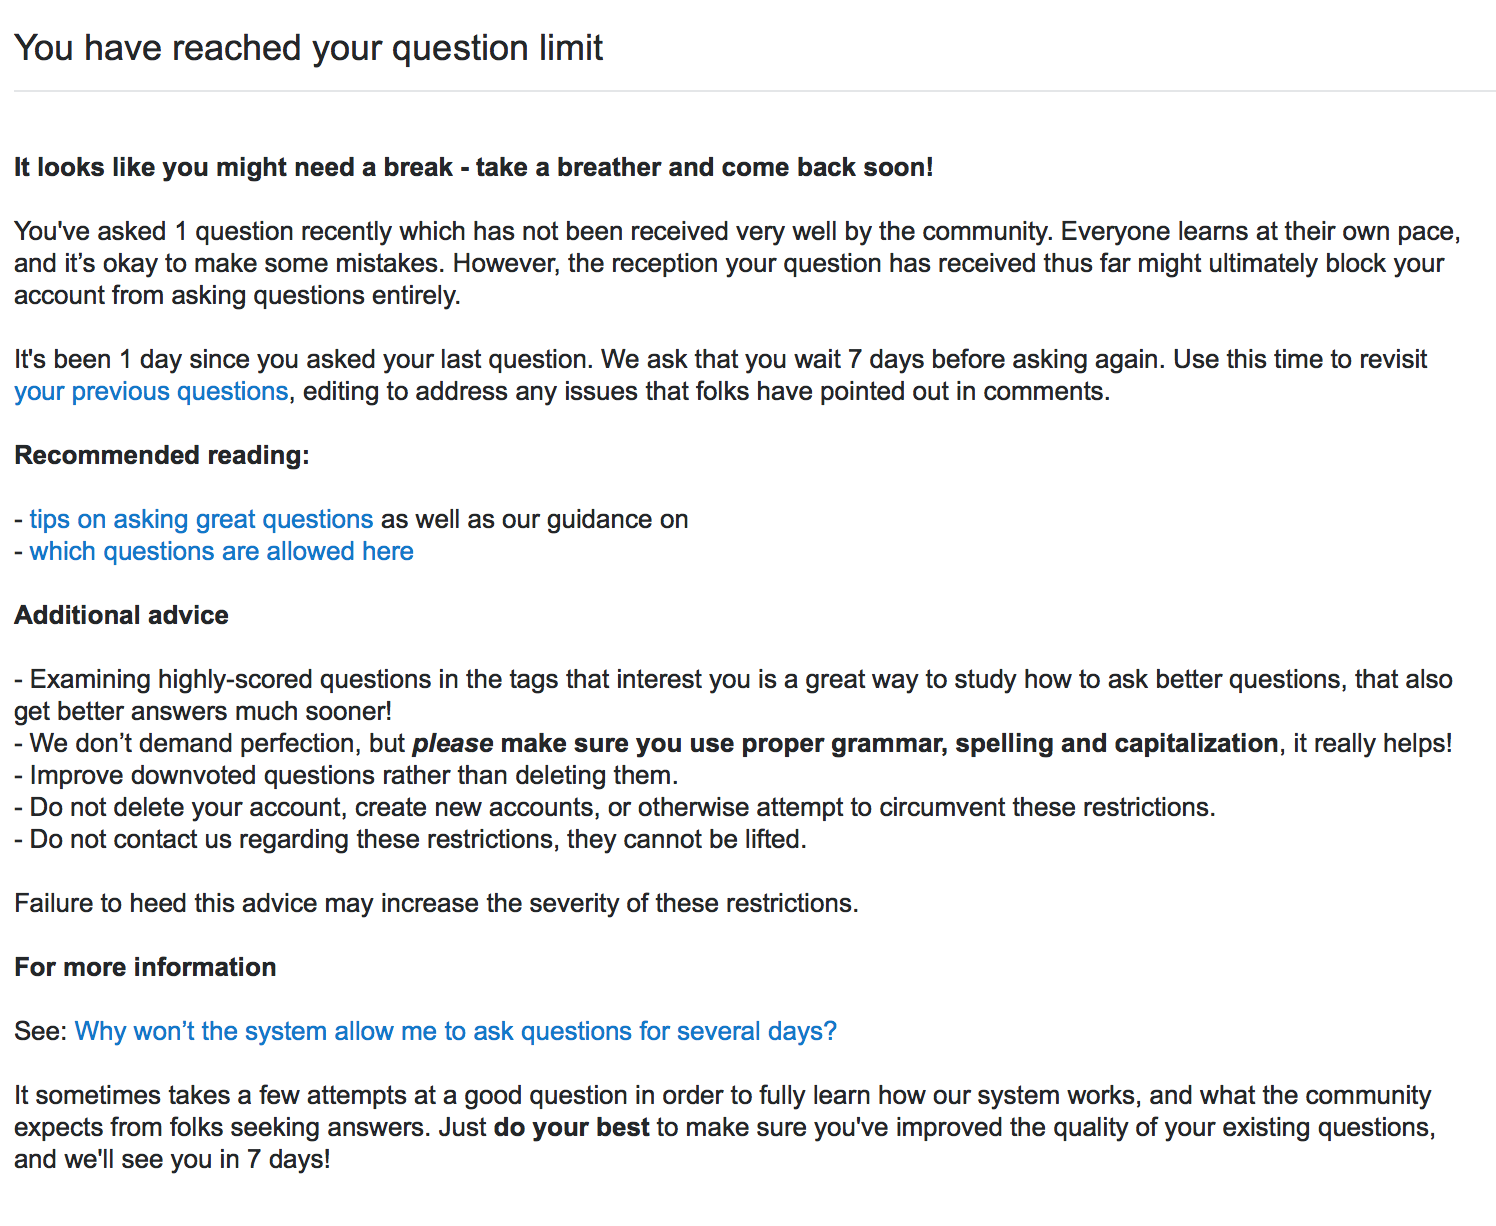 You have reached your question limit
It looks like you might need a break - take a breather and come back soon!
You've asked 1 question recently which has not been received very well by the community. Everyone learns at their own pace,
and it’s okay to make some mistakes. However, the reception your question has received thus far might ultimately block your
account from asking questions entirely.
It's been 1 day since you asked your last question. We ask that you wait 7 days before asking again. Use this time to revisit
your previous questions, editing to address any issues that folks have pointed out in comments.
Recommended reading:
- tips on asking great questions as well as our guidance on
- which questions are allowed here
Additional advice
- Examining highly-scored questions in the tags that interest you is a great way to study how to ask better questions, that also
get better answers much sooner!
- We don’t demand perfection, but please make sure you use proper grammar, spelling and capitalization, it really helps!
- Improve downvoted questions rather than deleting them.
- Do not delete your account, create new accounts, or otherwise attempt to circumvent these restrictions.
- Do not contact us regarding these restrictions, they cannot be lifted.
Failure to heed this advice may increase the severity of these restrictions.
For more information
See: Why won’t the system allow me to ask questions for several days?
It sometimes takes a few attempts at a good question in order to fully learn how our system works, and what the community
expects from folks seeking answers. Just do your best to make sure you've improved the quality of your existing questions,
and we'll see you in 7 days!